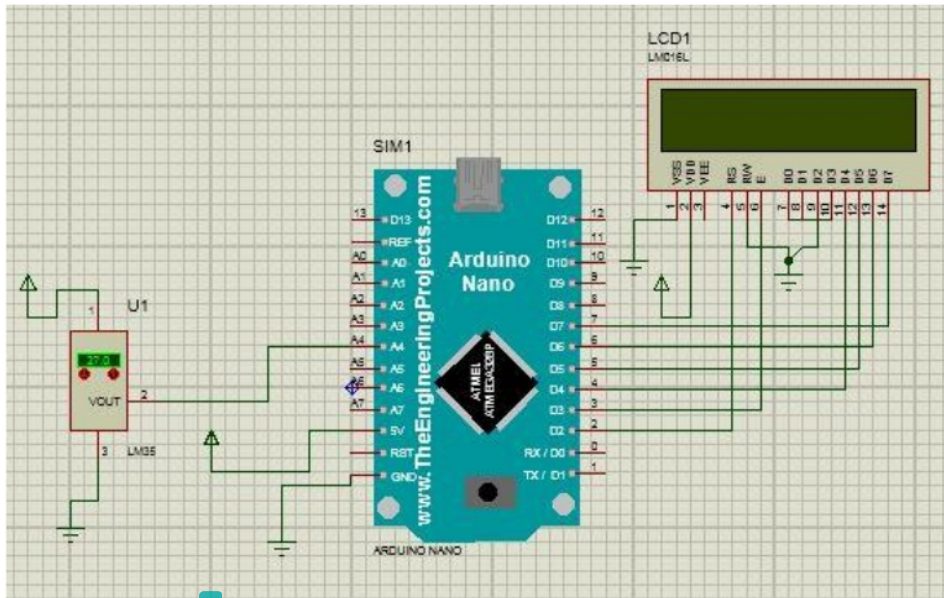 LCD1
LM016L
VSS
VDD
VEE
RS
RW
E
D0
D1
D2
D3
D4
D5
D6
D7
1
2
3
4
5
6
7
8
9
10
11
12
13
14
SIM1
www.TheEngineeringProjects.com
Arduino
Nano
ATMEL
ATMEGA328P
13 D13
REF
A0 A0
A1 A1
A2 A2
A3 A3
A4 A4
A5 A5
A6 A6
A7 A7
5V
RST
GND
D12 12
D11 11
D10 10
D9 9
D8 8
D7 7
D6 6
D5 5
D4 4
D3 3
D2 2
RX / D0 0
TX / D1 1
ARDUINO NANO
U1
1
27.0
VOUT 2
3
LM35